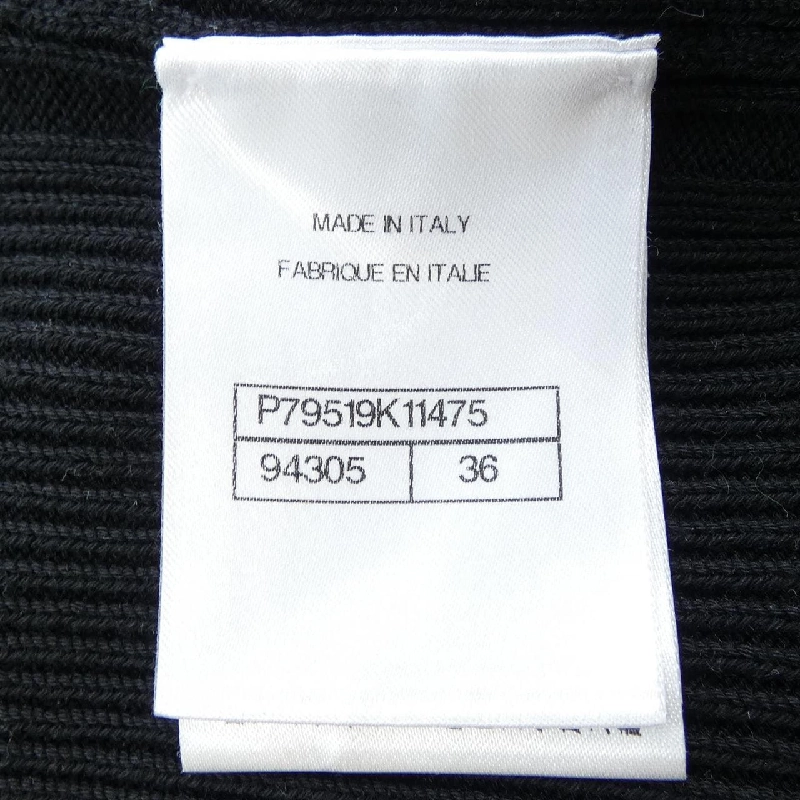 MADE IN ITALY
FABRIQUE EN ITALIE
P79519K11475
94305 36